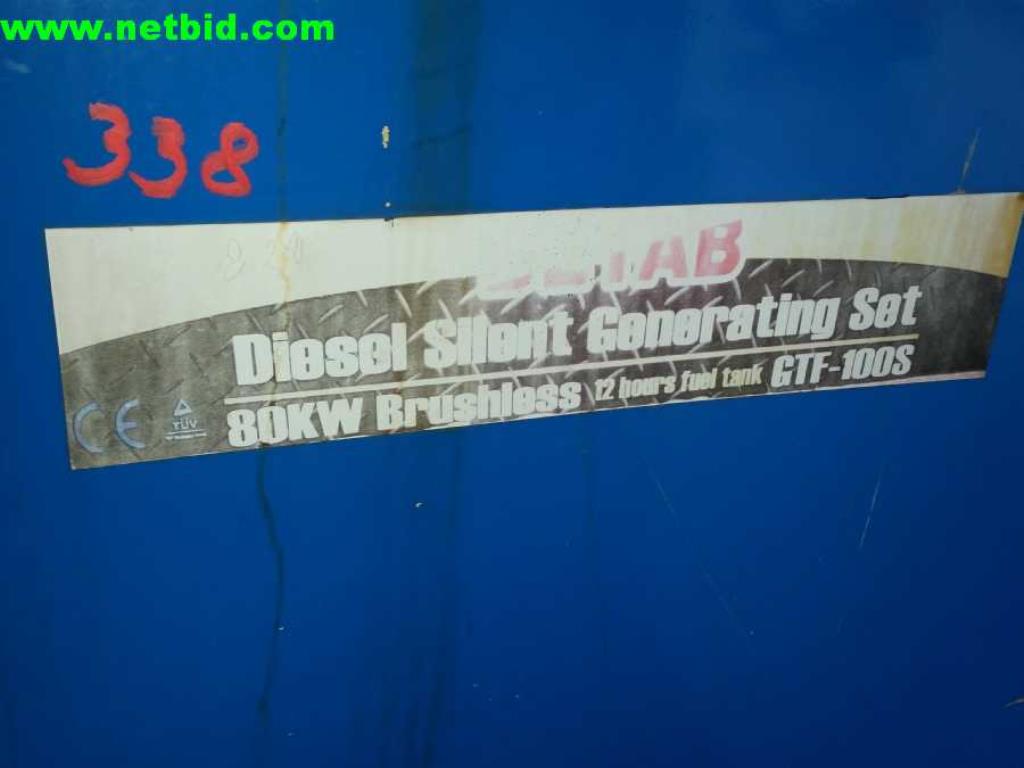 www.netbid.com
338
Diesel Silent Generating Set
80KW Brushless 12 hours fuel tank GTF-100S
CE TÜV